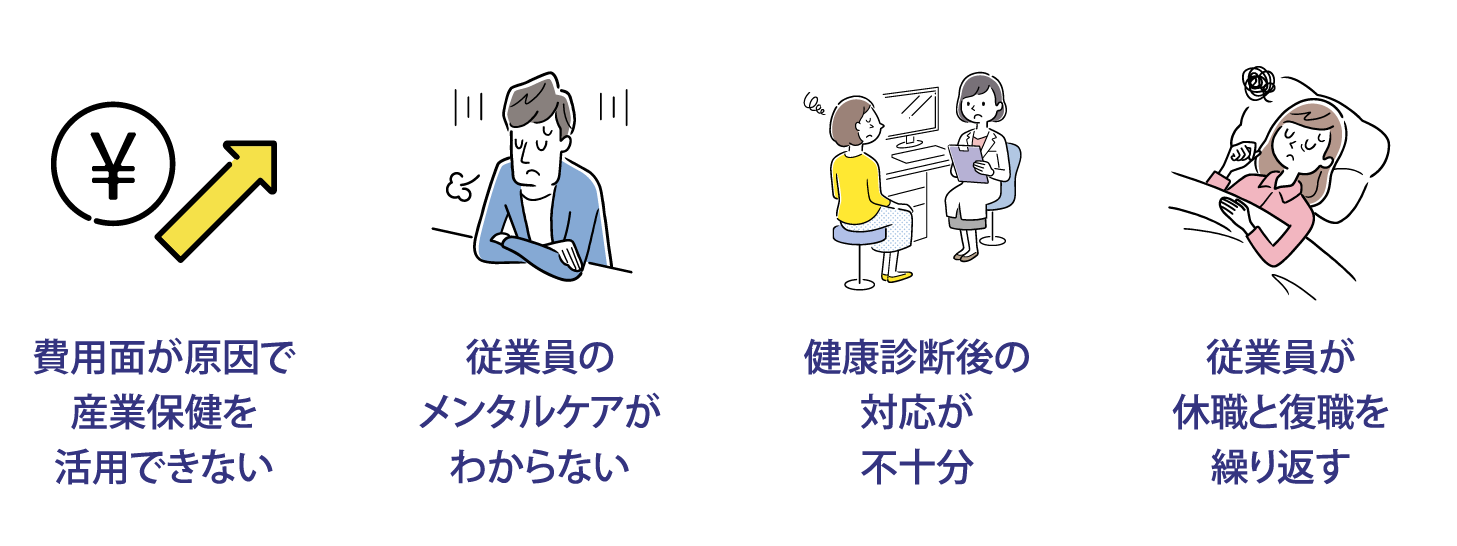 ¥
費用面が原因で
産業保健を
活用できない
従業員の
メンタルケアが
わからない
健康診断後の
対応が
不十分
従業員が
休職と復職を
繰り返す